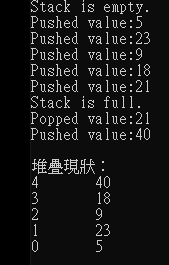 Stack is empty.
Pushed value:5
Pushed value:23
Pushed value:9
Pushed value:18
Pushed value:21
Stack is full.
Popped value:21
Pushed value:40
堆疊現狀：
4 40
3 18
2 9
1 23
0 5